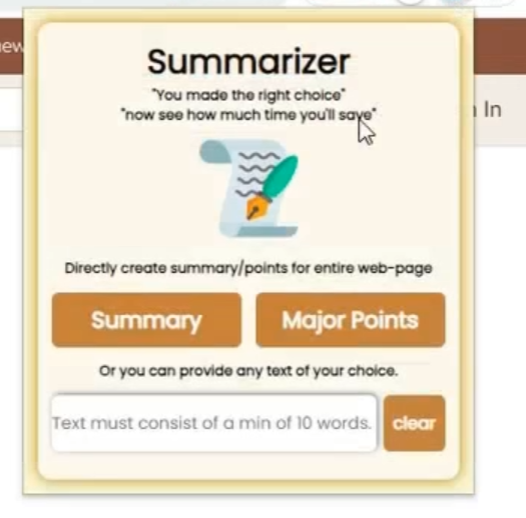 Summarizer
"You made the right choice"
"now see how much time you'll save"
Directly create summary/points for entire web-page
Summary
Major Points
Or you can provide any text of your choice.
Text must consist of a min of 10 words.
clear
In